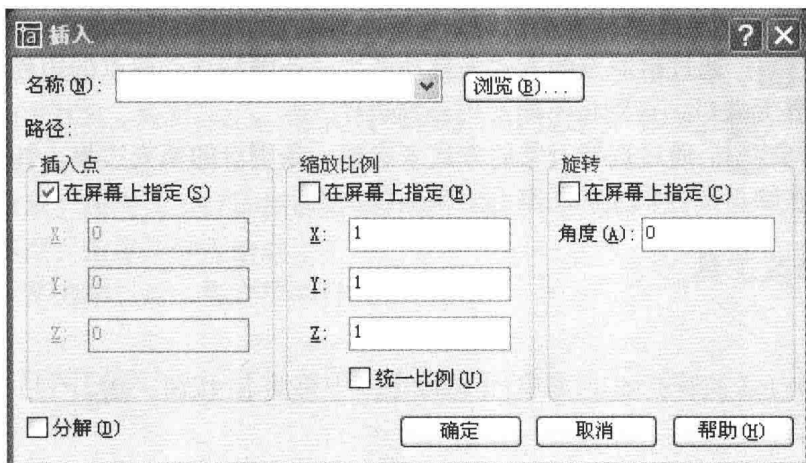 插入
名称(N):
浏览(B)...
路径:
插入点
在屏幕上指定(S)
X: 0
Y: 0
Z: 0
缩放比例
在屏幕上指定(E)
X: 1
Y: 1
Z: 1
统一比例(U)
旋转
在屏幕上指定(C)
角度(A): 0
分解(D)
确定
取消
帮助(H)